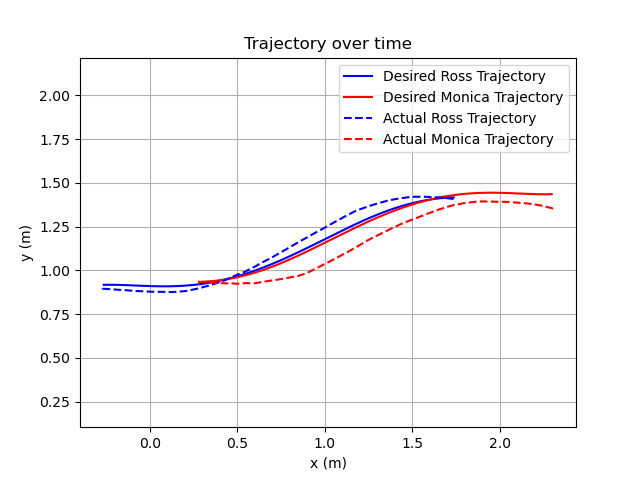 Trajectory over time
Desired Ross Trajectory
Desired Monica Trajectory
Actual Ross Trajectory
Actual Monica Trajectory
2.00
1.75
1.50
1.25
1.00
0.75
0.50
0.25
y (m)
0.0 0.5 1.0 1.5 2.0
x (m)